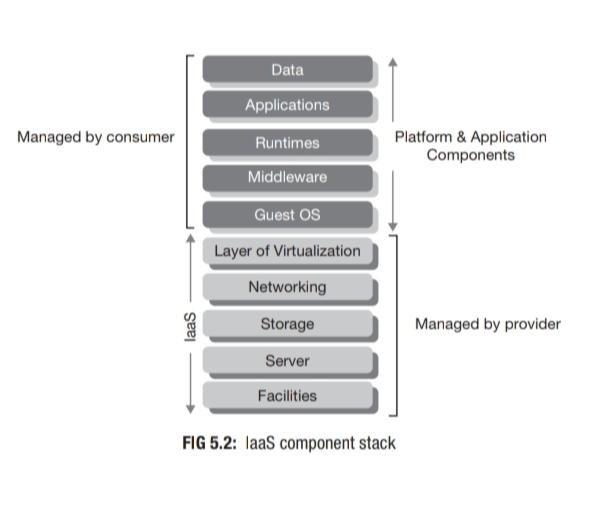 Data
Applications
Managed by consumer
Runtimes
Platform & Application
Components
Middleware
Guest OS
Layer of Virtualization
Networking
IaaS
Storage
Managed by provider
Server
Facilities
FIG 5.2: IaaS component stack